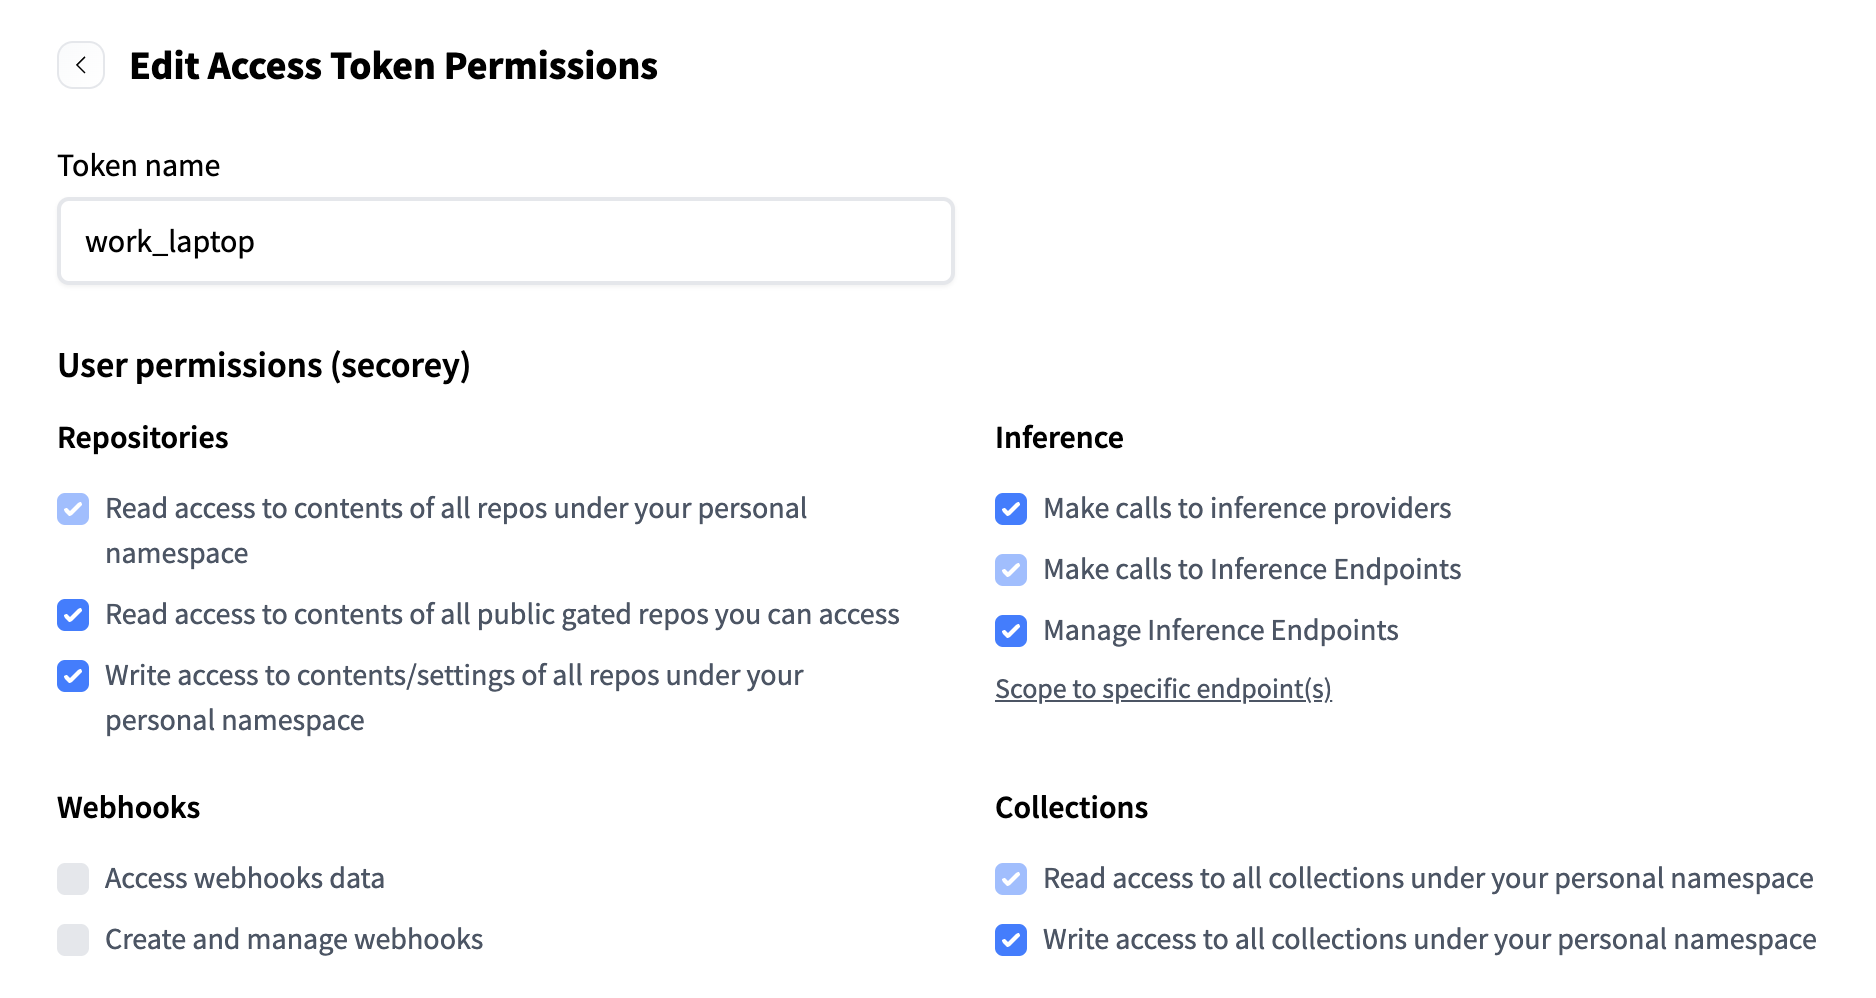 Edit Access Token Permissions
Token name
work_laptop
User permissions (secorey)
Repositories
Read access to contents of all repos under your personal
namespace
Read access to contents of all public gated repos you can access
Write access to contents/settings of all repos under your
personal namespace
Inference
Make calls to inference providers
Make calls to Inference Endpoints
Manage Inference Endpoints
Scope to specific endpoint(s)
Webhooks
Access webhooks data
Create and manage webhooks
Collections
Read access to all collections under your personal namespace
Write access to all collections under your personal namespace